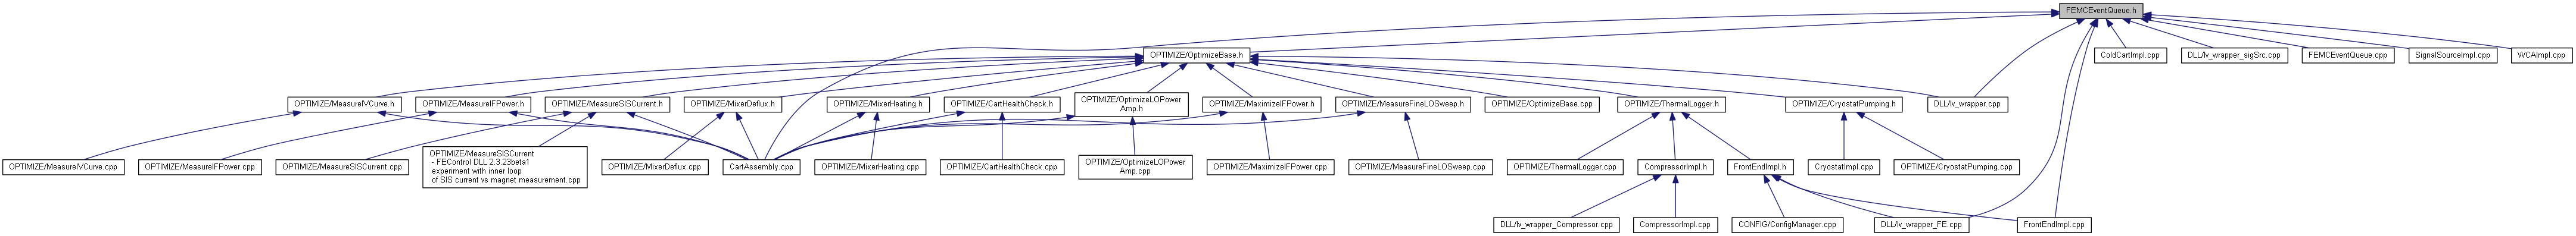 FEMCEventQueue.h
OPTIMIZE/OptimizeBase.h
ColdCartImpl.cpp
DLL/lv_wrapper_sigSrc.cpp
FEMCEventQueue.cpp
SignalSourceImpl.cpp
WCAImpl.cpp
OPTIMIZE/MeasureIVCurve.h
OPTIMIZE/MeasureIFPower.h
OPTIMIZE/MeasureSISCurrent.h
OPTIMIZE/MixerDeflux.h
OPTIMIZE/MixerHeating.h
OPTIMIZE/CartHealthCheck.h
OPTIMIZE/OptimizeLOPower
Amp.h
OPTIMIZE/MaximizeIFPower.h
OPTIMIZE/MeasureFineLOSweep.h
OPTIMIZE/OptimizeBase.cpp
OPTIMIZE/ThermalLogger.h
OPTIMIZE/CryostatPumping.h
DLL/lv_wrapper.cpp
OPTIMIZE/MeasureIVCurve.cpp
OPTIMIZE/MeasureIFPower.cpp
OPTIMIZE/MeasureSISCurrent.cpp
OPTIMIZE/MeasureSISCurrent
- FEControl DLL 2.3.23beta1
experiment with inner loop
of SIS current vs magnet measurement.cpp
OPTIMIZE/MixerDeflux.cpp
CartAssembly.cpp
OPTIMIZE/MixerHeating.cpp
OPTIMIZE/CartHealthCheck.cpp
OPTIMIZE/OptimizeLOPower
Amp.cpp
OPTIMIZE/MaximizeIFPower.cpp
OPTIMIZE/MeasureFineLOSweep.cpp
OPTIMIZE/ThermalLogger.cpp
CompressorImpl.h
FrontEndImpl.h
CryostatImpl.cpp
OPTIMIZE/CryostatPumping.cpp
DLL/lv_wrapper_Compressor.cpp
CompressorImpl.cpp
CONFIG/ConfigManager.cpp
DLL/lv_wrapper_FE.cpp
FrontEndImpl.cpp